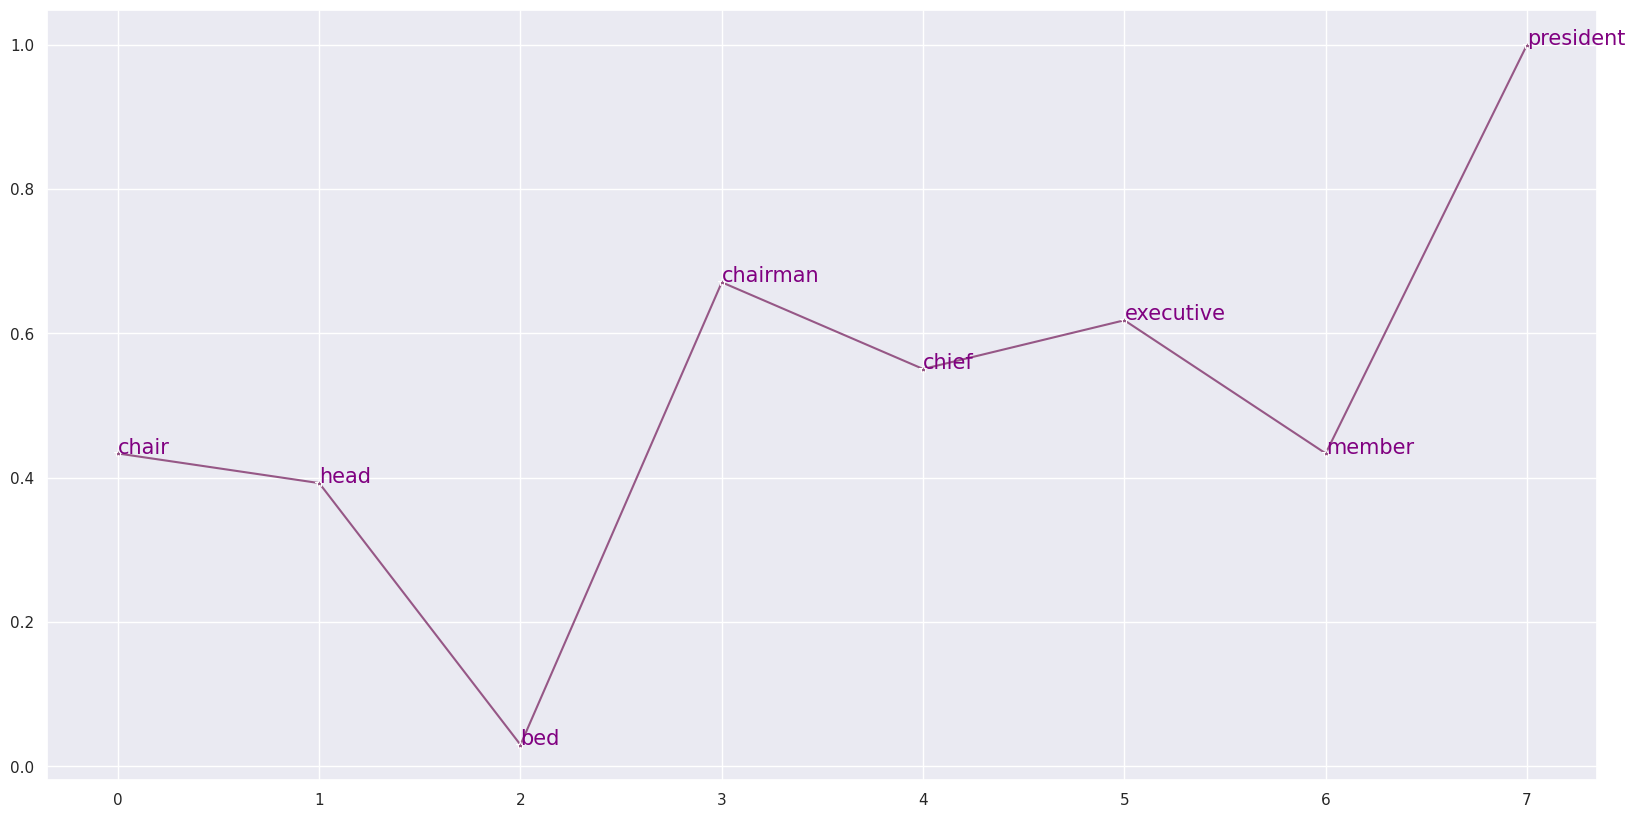 president
1.0
0.8
chairman
0.6
executive
chief
chair
member
head
0.4
0.2
bed
0.0
0 1 2 3 4 5 6 7